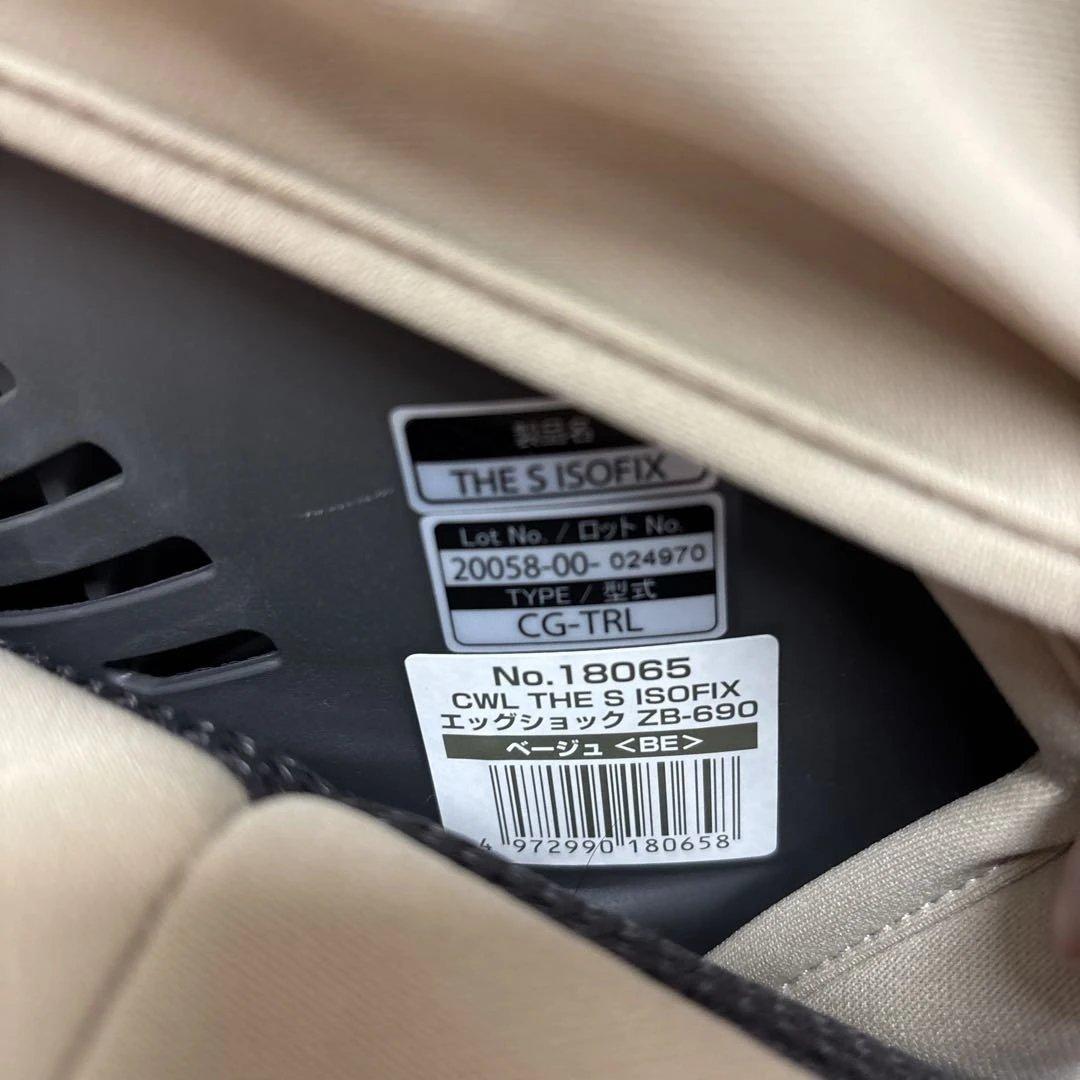 製品名
THE S ISOFIX
Lot No. / ロット No.
20058-00- 024970
TYPE / 型式
CG-TRL
No.18065
CWL THE S ISOFIX
エッグショック ZB-690
ベージュ <BE>
4 972990 180658